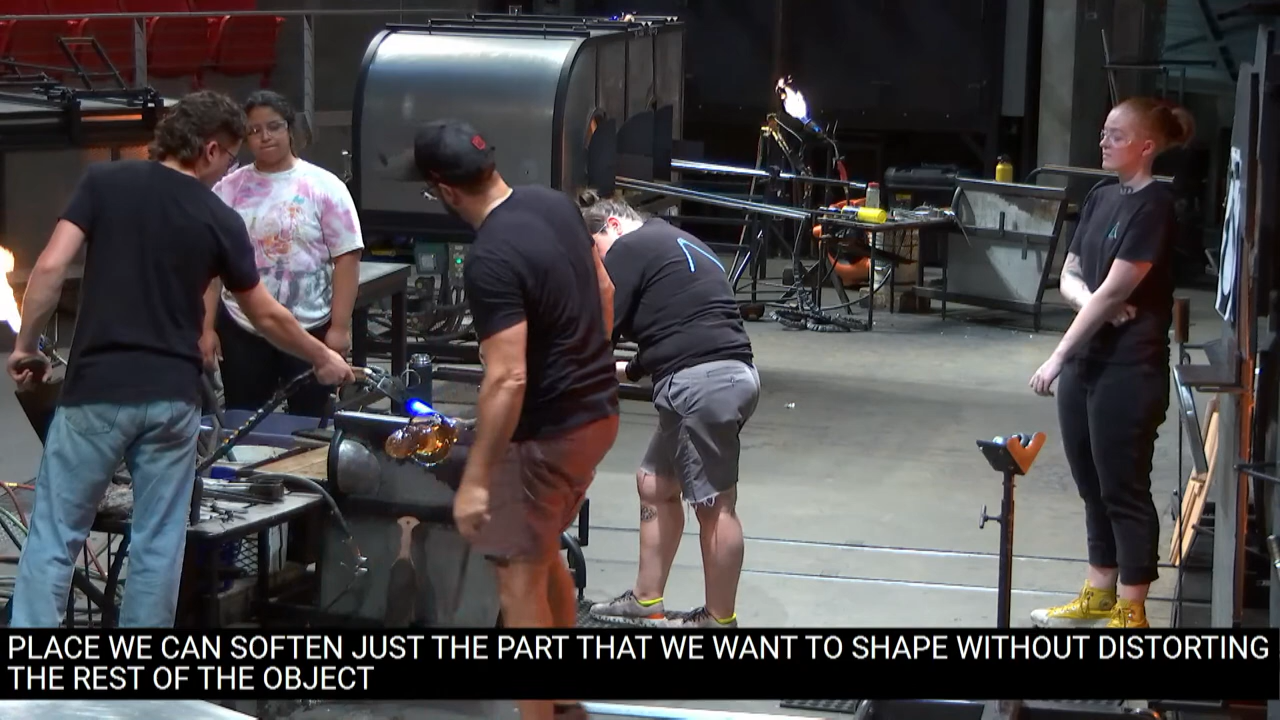 PLACE WE CAN SOFTEN JUST THE PART THAT WE WANT TO SHAPE WITHOUT DISTORTING
THE REST OF THE OBJECT